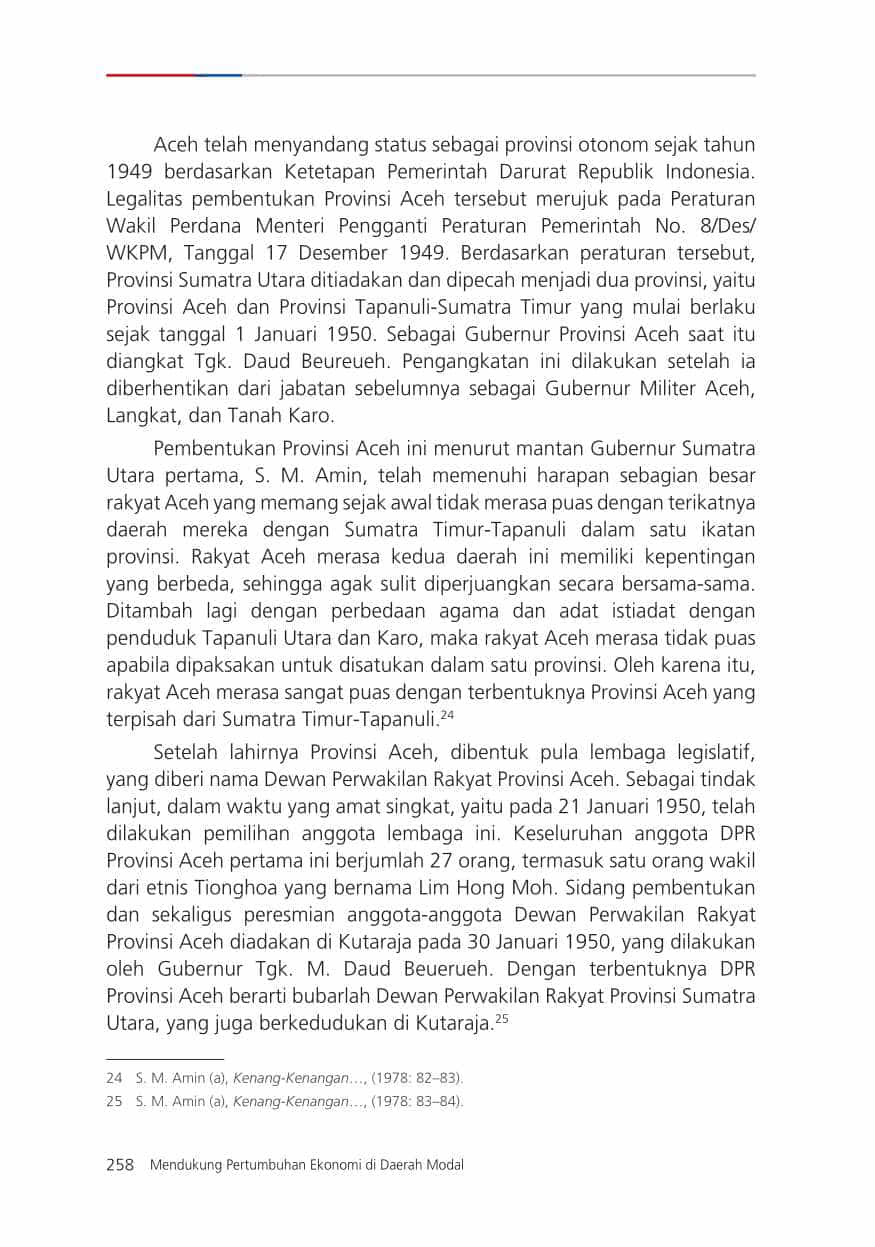 Aceh telah menyandang status sebagai provinsi otonom sejak tahun
1949 berdasarkan Ketetapan Pemerintah Darurat Republik Indonesia.
Legalitas pembentukan Provinsi Aceh tersebut merujuk pada Peraturan
Wakil Perdana Menteri Pengganti Peraturan Pemerintah No. 8/Des/
WKPM, Tanggal 17 Desember 1949. Berdasarkan peraturan tersebut,
Provinsi Sumatra Utara ditiadakan dan dipecah menjadi dua provinsi, yaitu
Provinsi Aceh dan Provinsi Tapanuli-Sumatra Timur yang mulai berlaku
sejak tanggal 1 Januari 1950. Sebagai Gubernur Provinsi Aceh saat itu
diangkat Tgk. Daud Beureueh. Pengangkatan ini dilakukan setelah ia
diberhentikan dari jabatan sebelumnya sebagai Gubernur Militer Aceh,
Langkat, dan Tanah Karo.
Pembentukan Provinsi Aceh ini menurut mantan Gubernur Sumatra
Utara pertama, S. M. Amin, telah memenuhi harapan sebagian besar
rakyat Aceh yang memang sejak awal tidak merasa puas dengan terikatnya
daerah mereka dengan Sumatra Timur-Tapanuli dalam satu ikatan
provinsi. Rakyat Aceh merasa kedua daerah ini memiliki kepentingan
yang berbeda, sehingga agak sulit diperjuangkan secara bersama-sama.
Ditambah lagi dengan perbedaan agama dan adat istiadat dengan
penduduk Tapanuli Utara dan Karo, maka rakyat Aceh merasa tidak puas
apabila dipaksakan untuk disatukan dalam satu provinsi. Oleh karena itu,
rakyat Aceh merasa sangat puas dengan terbentuknya Provinsi Aceh yang
terpisah dari Sumatra Timur-Tapanuli.24
Setelah lahirnya Provinsi Aceh, dibentuk pula lembaga legislatif,
yang diberi nama Dewan Perwakilan Rakyat Provinsi Aceh. Sebagai tindak
lanjut, dalam waktu yang amat singkat, yaitu pada 21 Januari 1950, telah
dilakukan pemilihan anggota lembaga ini. Keseluruhan anggota DPR
Provinsi Aceh pertama ini berjumlah 27 orang, termasuk satu orang wakil
dari etnis Tionghoa yang bernama Lim Hong Moh. Sidang pembentukan
dan sekaligus peresmian anggota-anggota Dewan Perwakilan Rakyat
Provinsi Aceh diadakan di Kutaraja pada 30 Januari 1950, yang dilakukan
oleh Gubernur Tgk. M. Daud Beuerueh. Dengan terbentuknya DPR
Provinsi Aceh berarti bubarlah Dewan Perwakilan Rakyat Provinsi Sumatra
Utara, yang juga berkedudukan di Kutaraja.25
24 S. M. Amin (a), Kenang-Kenangan…, (1978: 82–83).
25 S. M. Amin (a), Kenang-Kenangan…, (1978: 83–84).
258 Mendukung Pertumbuhan Ekonomi di Daerah Modal